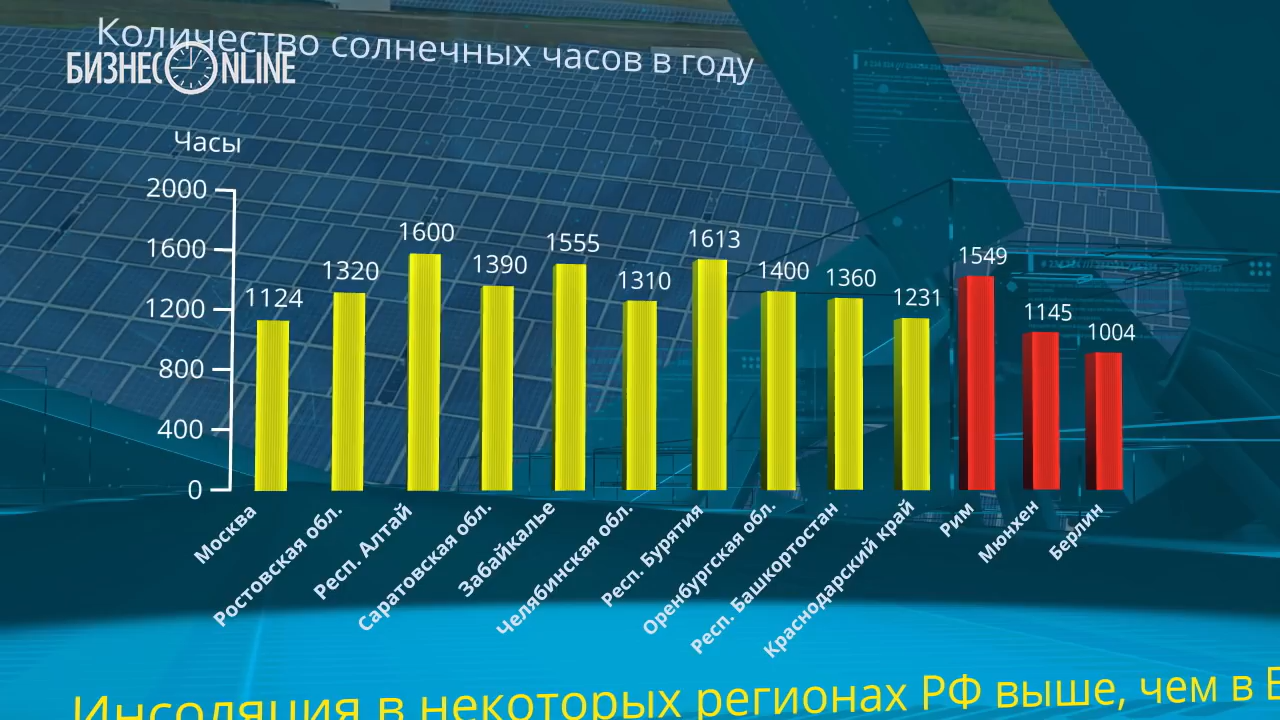 Количество солнечных часов в году
БИЗНЕС ONLINE
Часы
2000
1600
1200
800
400
0
1124
1320
1600
1390
1555
1310
1613
1400
1360
1231
1549
1145
1004
Москва
Ростовская обл.
Респ. Алтай
Саратовская обл.
Забайкалье
Челябинская обл.
Респ. Бурятия
Оренбургская обл.
Респ. Башкортостан
Краснодарский край
Рим
Мюнхен
Берлин
Инсоляция в некоторых регионах РФ выше, чем в